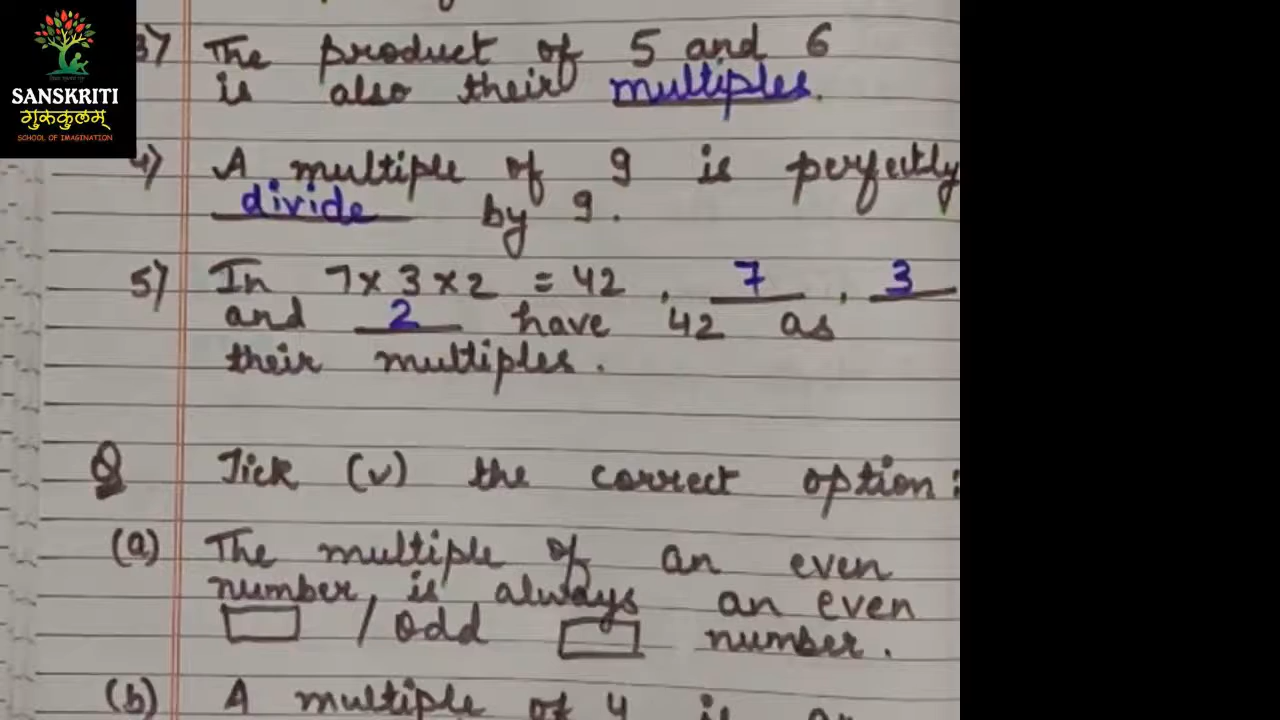 SANSKRITI
गुरुकुलम्
SCHOOL OF IMAGINATION
3) The product of 5 and 6
is also their multiples.
4) A multiple of 9 is perfectly
divide by 9.
5) In 7x 3 x 2 = 42 , 7 , 3
and 2 have 42 as
their multiples.
Q Tick (v) the correct option:
(a) The multiple of an even
number is always an even
/ Odd number.
(b) A multiple of 4 is an